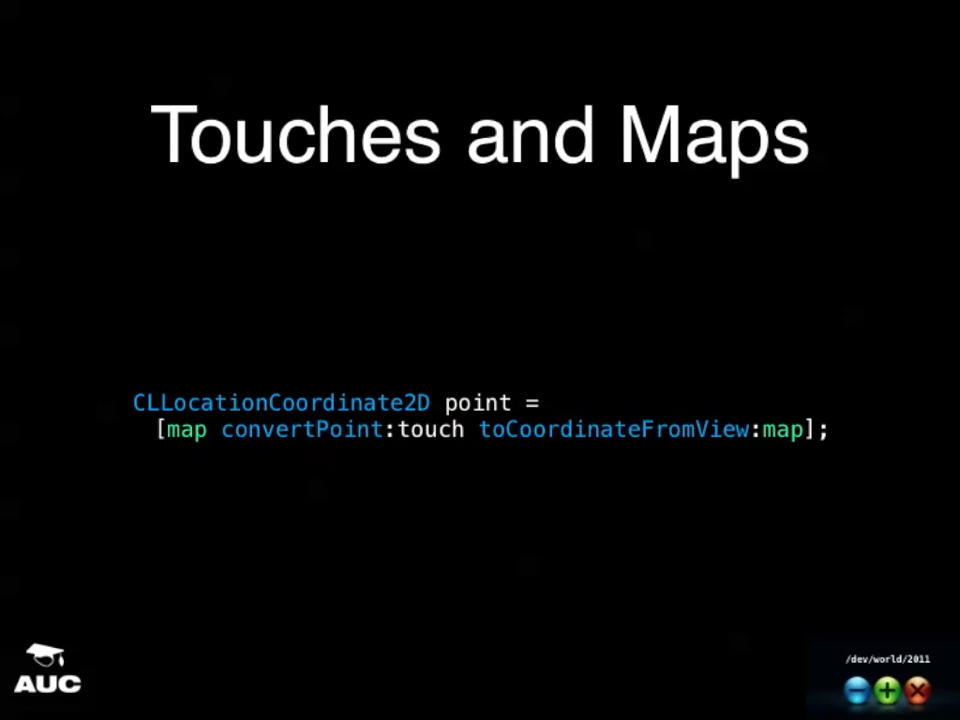 Touches and Maps
CLLocationCoordinate2D point =
[map convertPoint:touch toCoordinateFromView:map];
AUC
/dev/world/2011